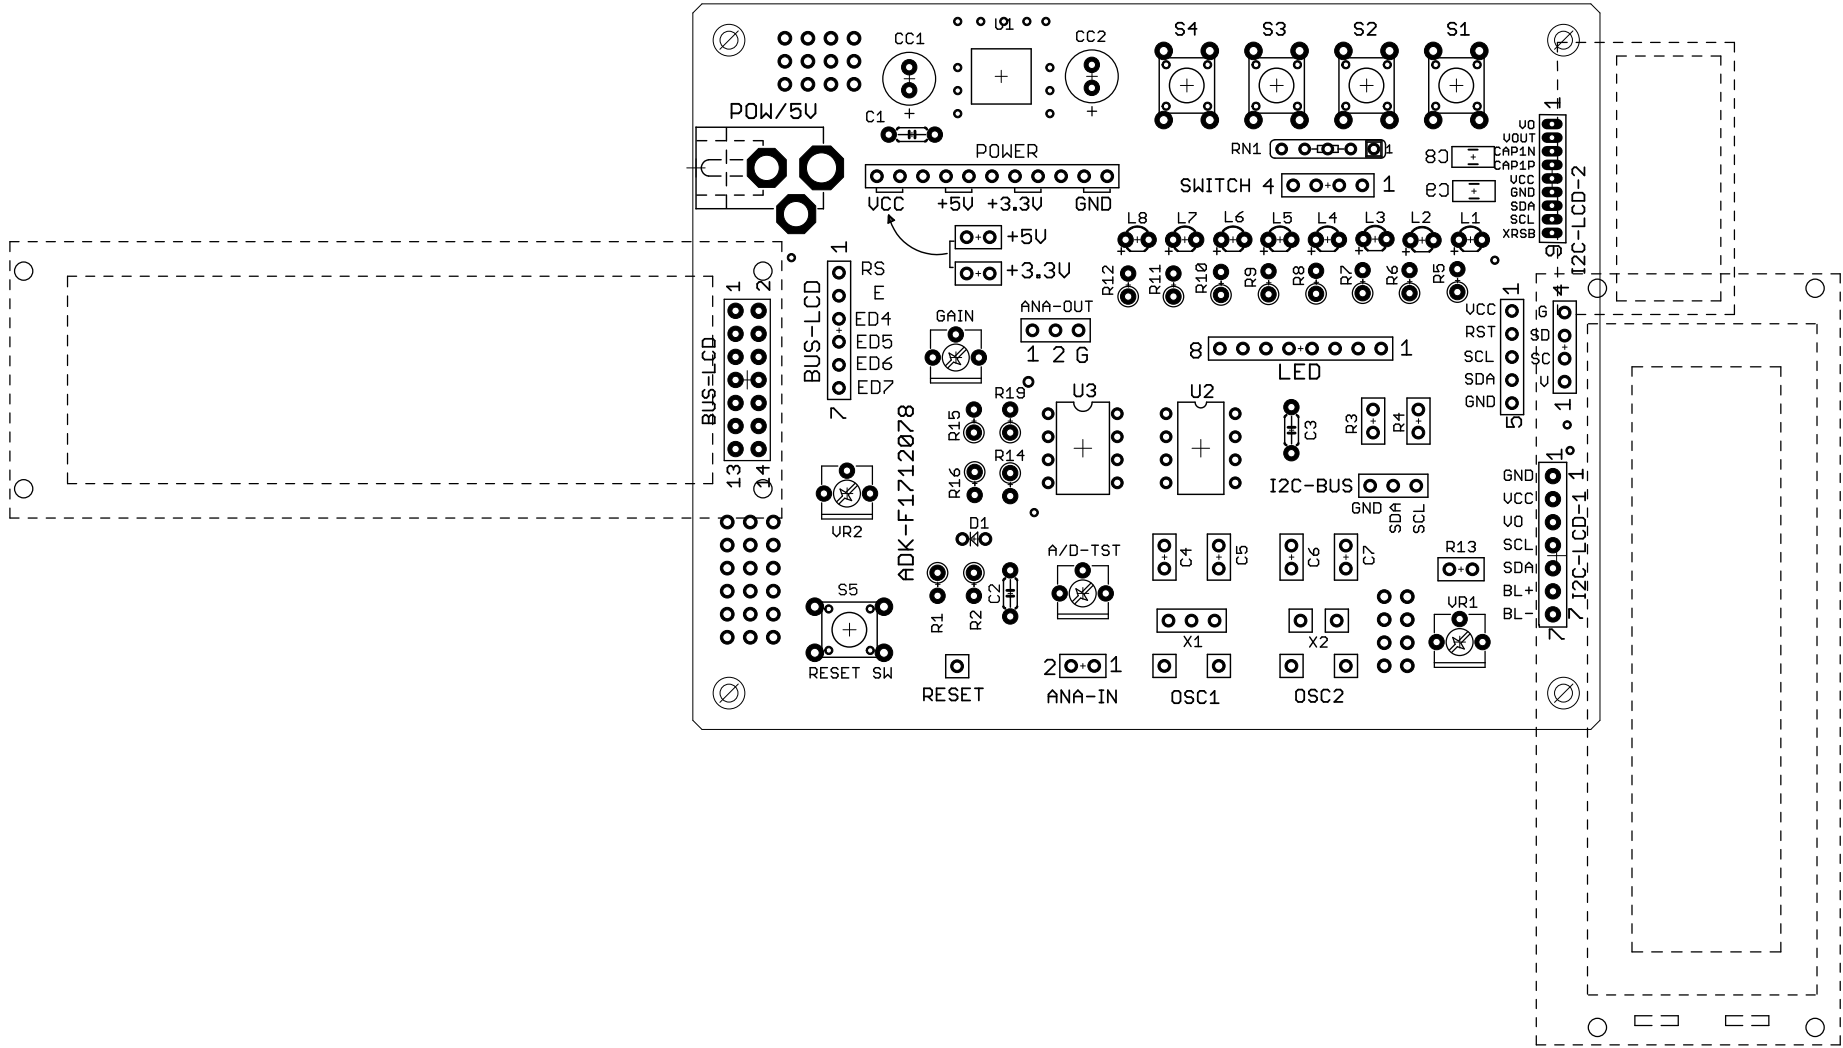 U1
CC1
CC2
S4
S3
S2
S1
POW/5V
C1
POWER
VCC
+5V
+3.3V
GND
+5V
+3.3V
RN1
1
SWITCH 4
1
C8
C9
1
VO
VOUT
CAP1N
CAP1P
VCC
GND
SDA
SCL
XRSB
9
I2C-LCD-2
L8
L7
L6
L5
L4
L3
L2
L1
R12
R11
R10
R9
R8
R7
R6
R5
1
2
BUS-LCD
13
14
1
RS
E
ED4
ED5
ED6
ED7
BUS-LCD
7
GAIN
ANA-OUT
1 2 G
8
1
LED
1
VCC
RST
SCL
SDA
GND
5
4
G
SD
SC
V
1
U3
U2
R19
R15
R14
R16
C3
R3
R4
ADK-F1712078
VR2
I2C-BUS
GND
SDA
SCL
1
1
GND
VCC
VO
SCL
SDA
BL+
BL-
7
7
I2C-LCD-1
D1
A/D-TST
C4
C5
C6
C7
R13
S5
R1
R2
C2
VR1
X1
X2
RESET SW
RESET
2
1
ANA-IN
OSC1
OSC2